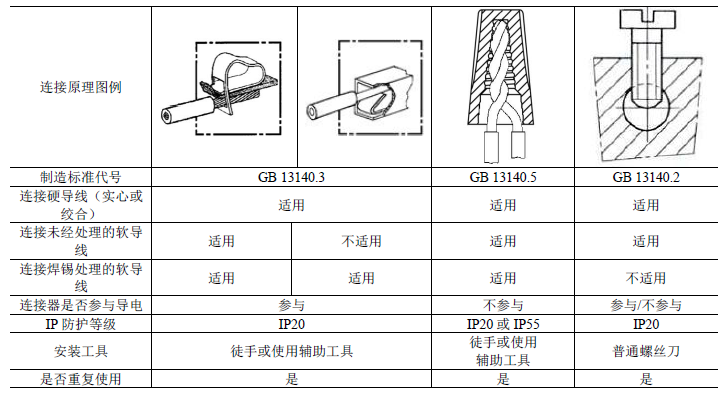 连接原理图例
制造标准代号 GB 13140.3 GB 13140.5 GB 13140.2
连接硬导线（实心或
绞合） 适用 适用 适用
连接未经处理的软导
线 适用 不适用 适用 适用
连接焊锡处理的软导
线 适用 适用 适用 不适用
连接器是否参与导电 参与 不参与 参与/不参与
IP 防护等级 IP20 IP20 或 IP55 IP20
安装工具 徒手或使用辅助工具 徒手或使用
辅助工具 普通螺丝刀
是否重复使用 是 是 是